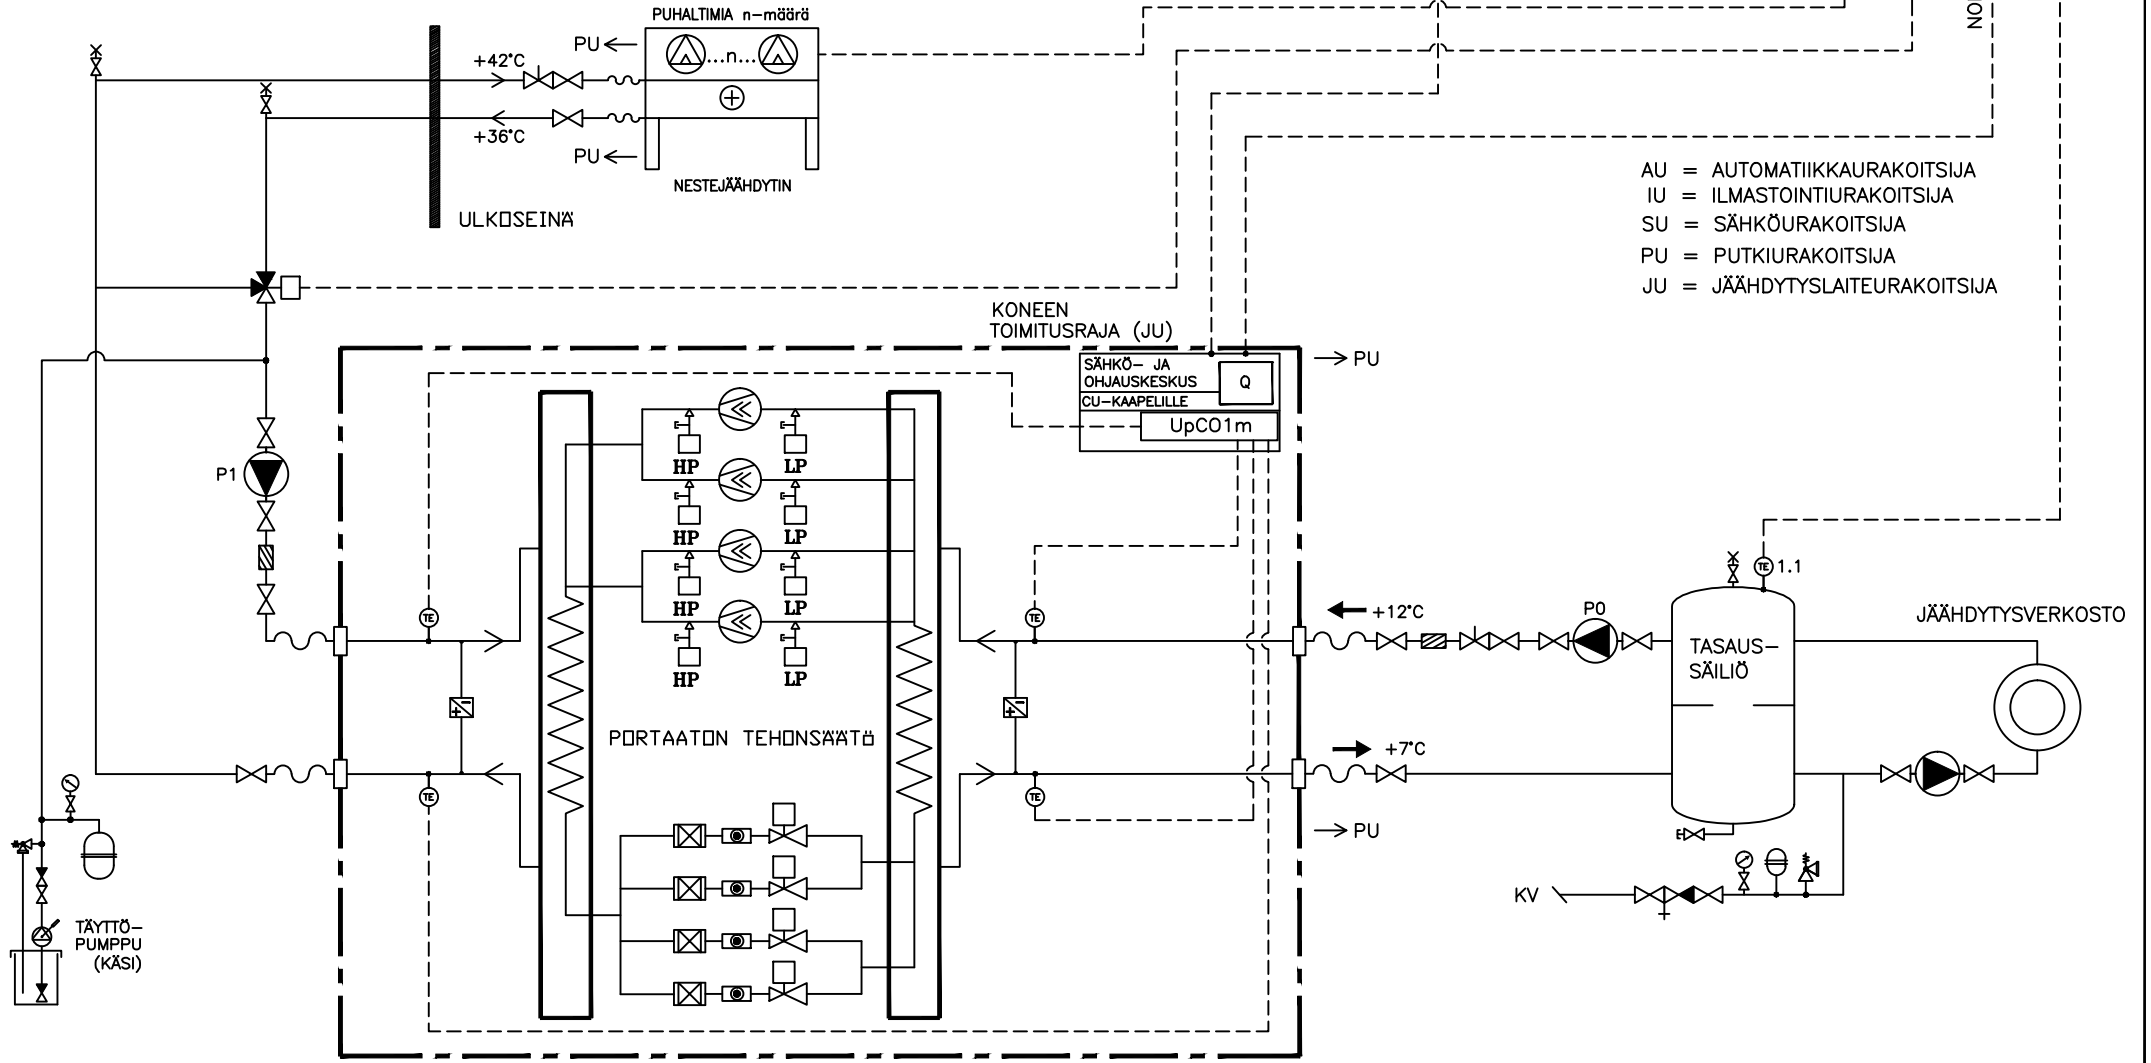 PUHALTIMIA n-määrä
PU
+42°C
...n...
+36°C
PU
NESTEJÄÄHDYTIN
ULKOSEINÄ
AU = AUTOMATIIKKAURAKOITSIJA
IU = ILMASTOINTIURAKOITSIJA
SU = SÄHKÖURAKOITSIJA
PU = PUTKIURAKOITSIJA
JU = JÄÄHDYTYSLAITEURAKOITSIJA
KONEEN
TOIMITUSRAJA (JU)
PU
SÄHKÖ- JA
OHJAUSKESKUS
Q
CU-KAAPELILLE
UpCO1m
P1
HP LP
HP LP
HP LP
HP LP
TE
TE
TE
TE
TE 1.1
+12°C
P0
JÄÄHDYTYSVERKOSTO
TASAUS-
SÄILIÖ
PORTAATON TEHONSÄÄTÖ
+7°C
PU
KV
TÄYTTÖ-
PUMPPU
(KÄSI)